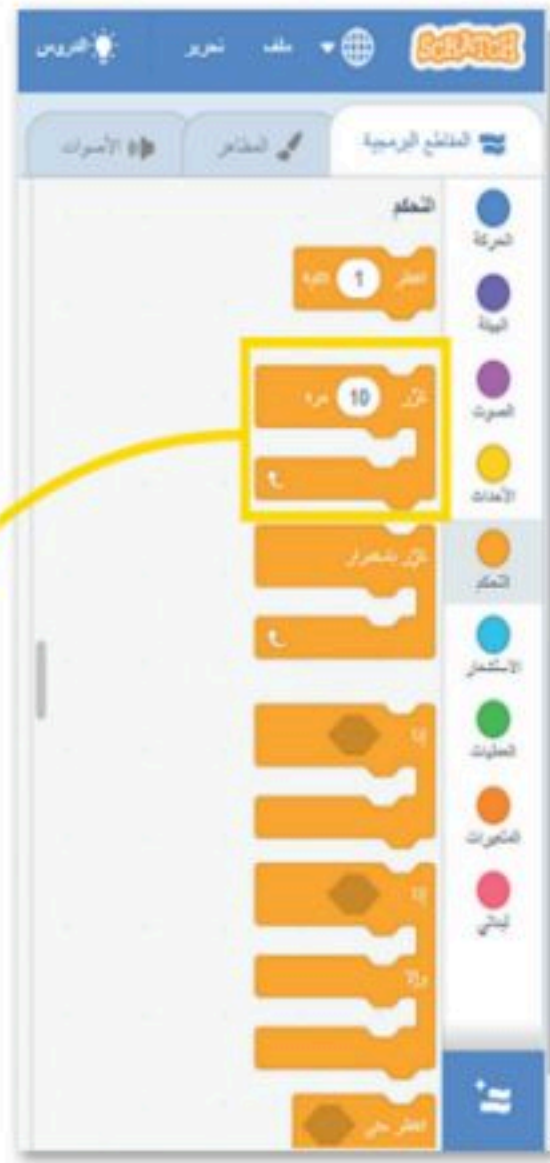 SCRATCH ملف تحرير الدروس
المقاطع البرمجية المظاهر الأصوات
التحكم
الحركة
انتظر 1 ثانية
الهيئة
كرّر 10 مرة
الصوت
الأحداث
كرّر باستمرار
التحكم
الاستشعار
إذا
العمليات
المتغيرات
إذا
لبناتي
وإلا
انتظر حتى